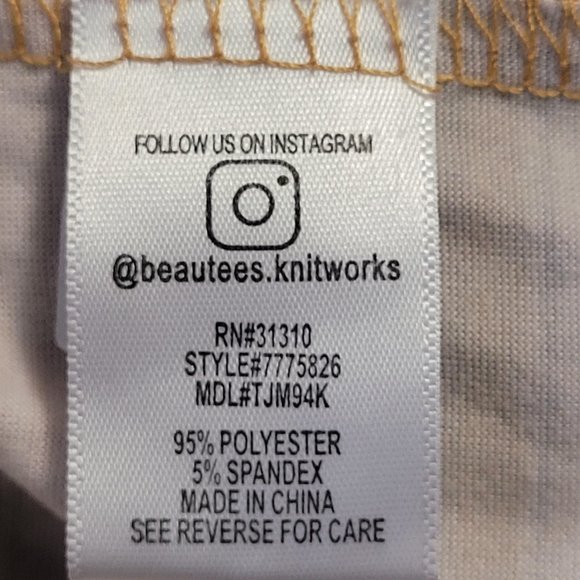 FOLLOW US ON INSTAGRAM
@beautees.knitworks
RN#31310
STYLE#7775826
MDL#TJM94K
95% POLYESTER
5% SPANDEX
MADE IN CHINA
SEE REVERSE FOR CARE